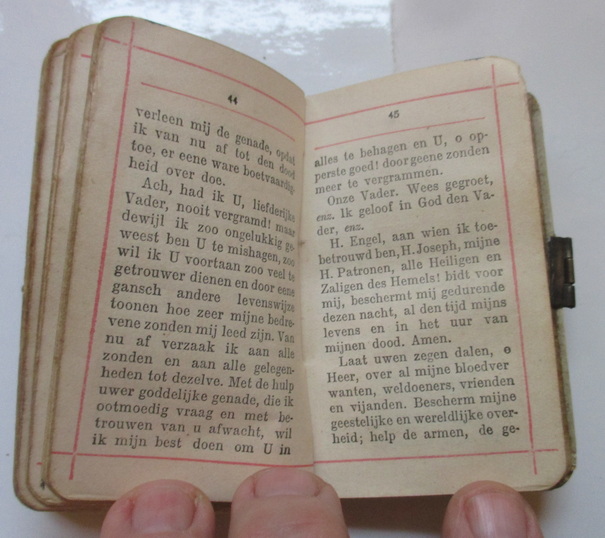 44
verleen mij de genade, opdat
ik van nu af tot den dood
toe, er eene ware boetvaardig-
heid over doe.
Ach, had ik U, liefderijke
Vader, nooit vergramd! maar
dewijl ik zoo ongelukkig ge-
weest ben U te mishagen, zoo
wil ik U voortaan zoo veel te
getrouwer dienen en door eene
gansch andere levenswijze
toonen hoe zeer mijne bedre-
vene zonden mij leed zijn. Van
nu af verzaak ik aan alle
zonden en aan alle gelegen-
heden tot dezelve. Met de hulp
uwer goddelijke genade, die ik
ootmoedig vraag en met be-
trouwen van u afwacht, wil
ik mijn best doen om U in
45
alles te behagen en U, o op-
perste goed! door geene zonden
meer te vergrammen.
Onze Vader. Wees gegroet,
enz. Ik geloof in God den Va-
der, enz.
H. Engel, aan wien ik toe-
betrouwd ben, H. Joseph, mijne
H. Patronen, alle Heiligen en
Zaligen des Hemels! bidt voor
mij, beschermt mij gedurende
dezen nacht, al den tijd mijns
levens en in het uur van
mijnen dood. Amen.
Laat uwen zegen dalen, o
Heer, over al mijne bloedver
wanten, weldoeners, vrienden
en vijanden. Bescherm mijne
geestelijke en wereldlijke over-
heid; help de armen, de ge-